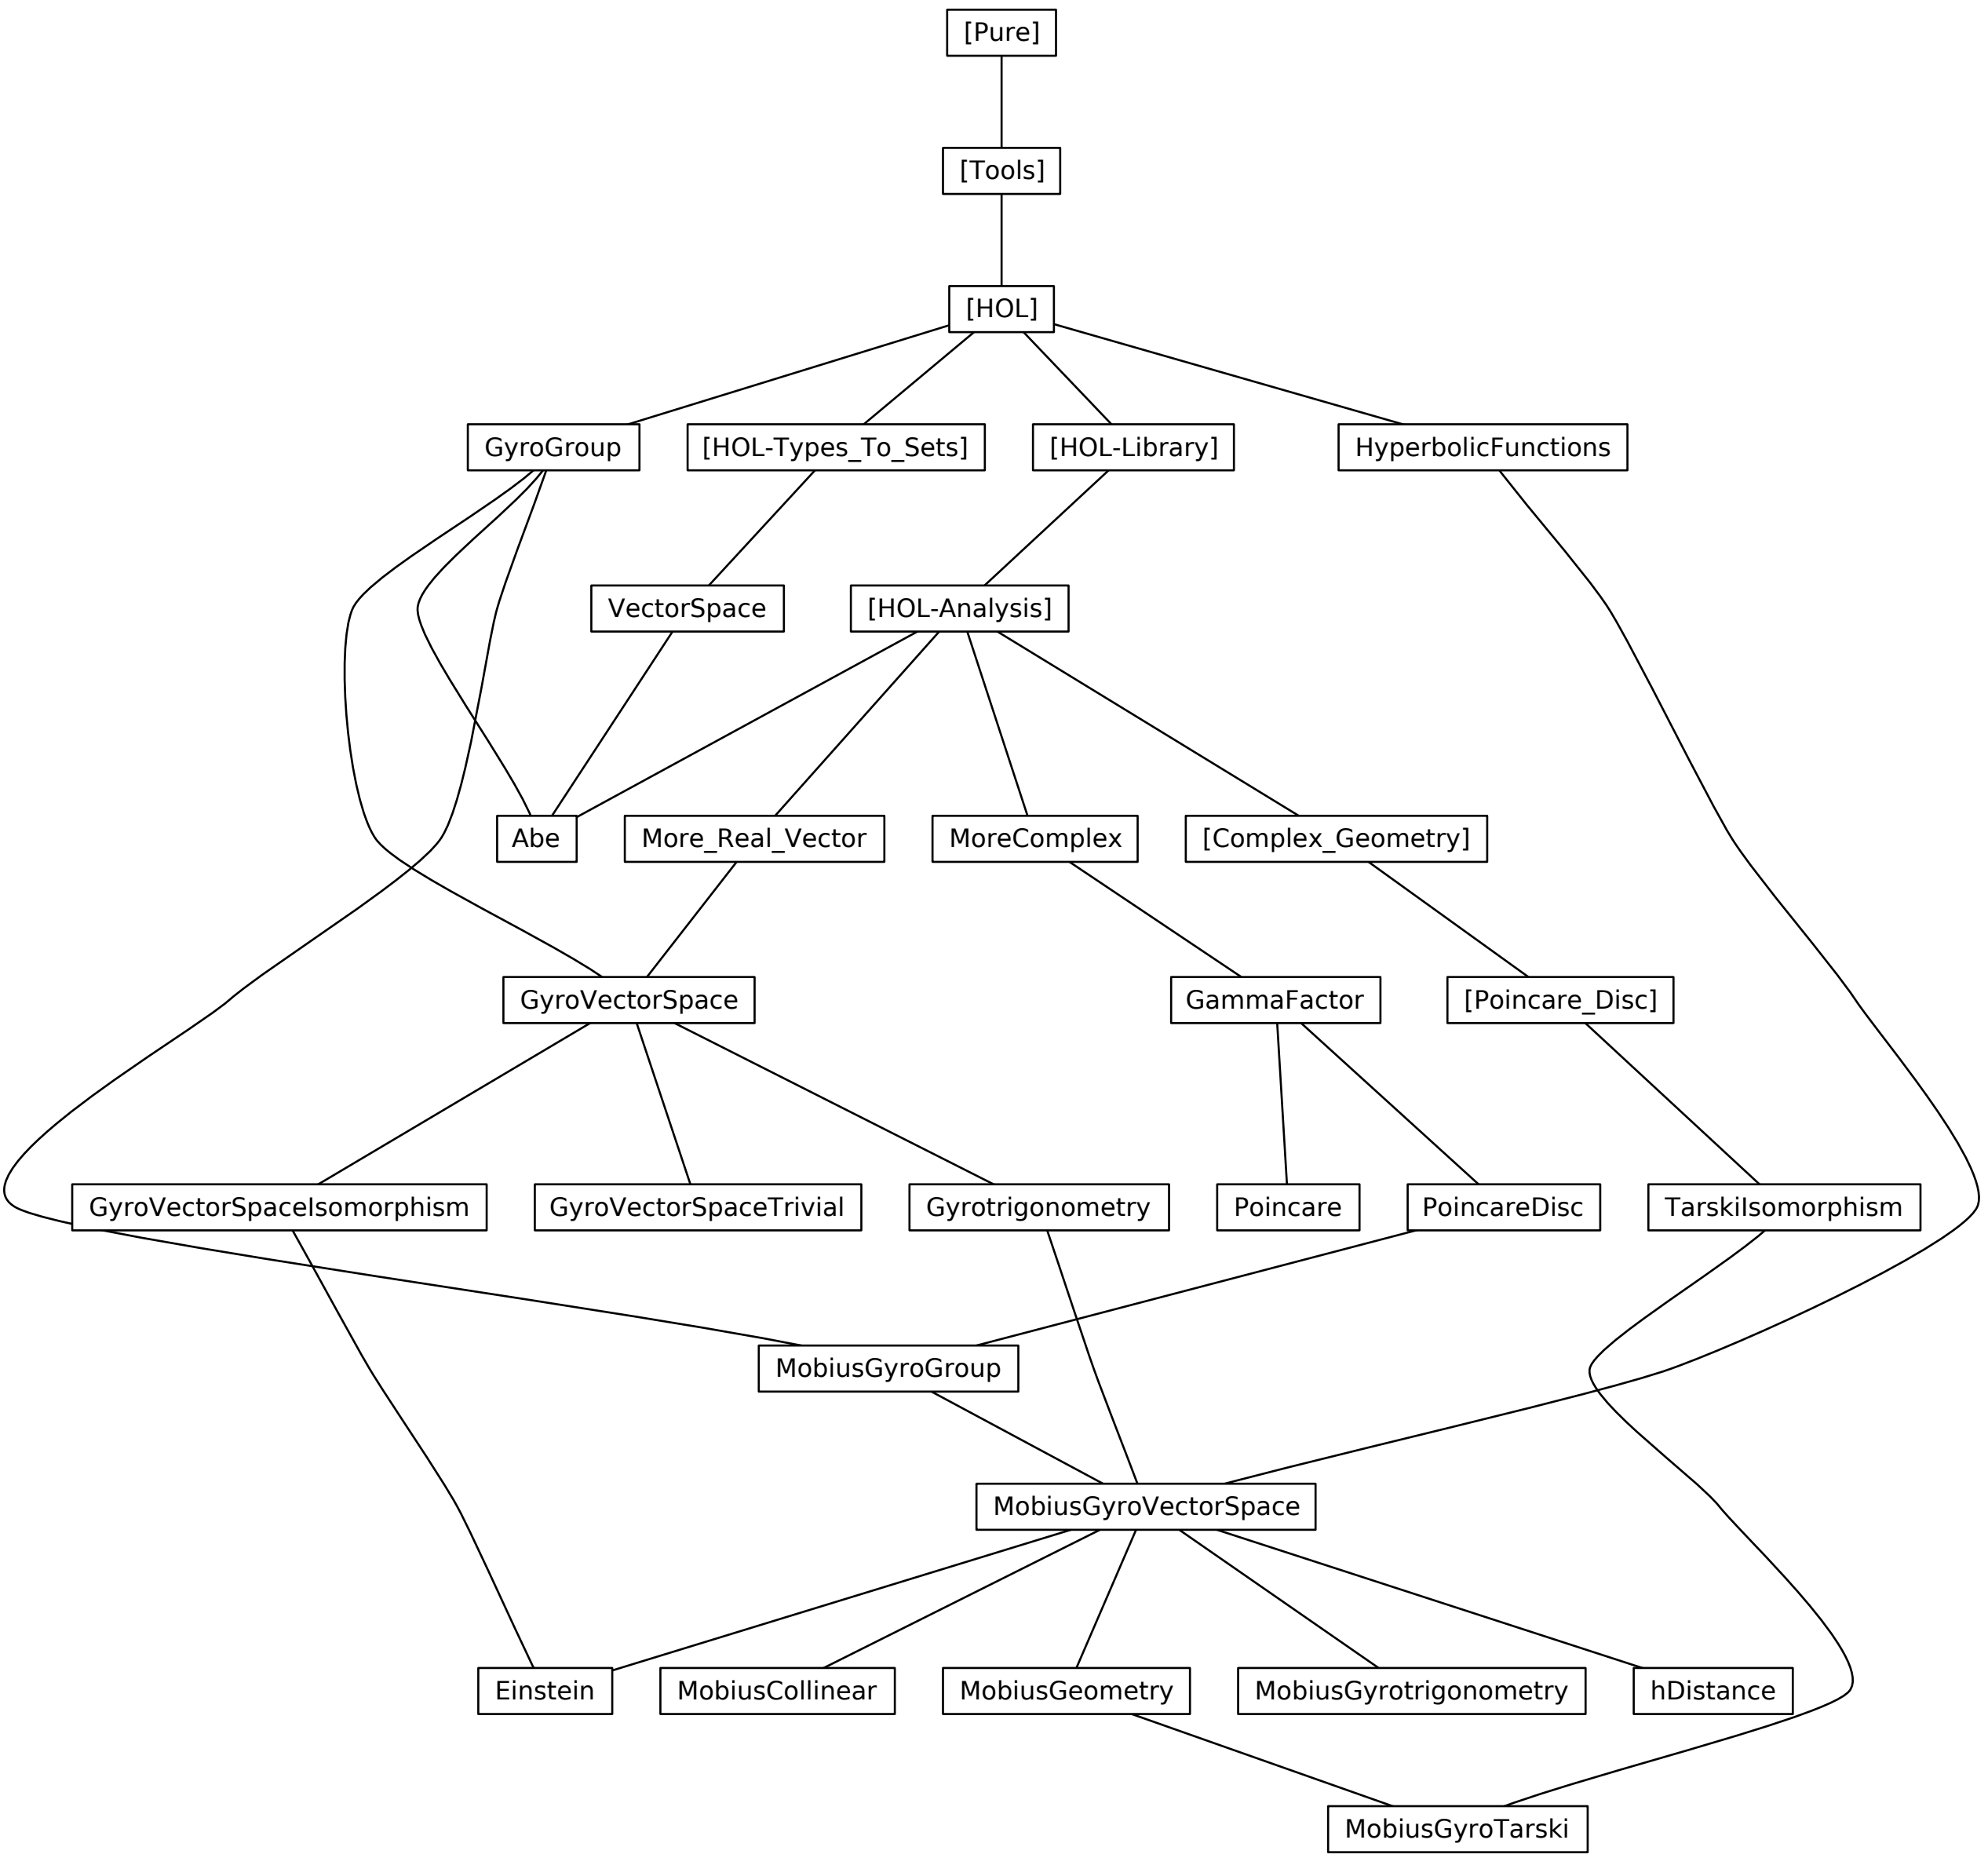 [Pure]
[Tools]
[HOL]
GyroGroup
[HOL-Types_To_Sets]
[HOL-Library]
HyperbolicFunctions
VectorSpace
[HOL-Analysis]
Abe
More_Real_Vector
MoreComplex
[Complex_Geometry]
GyroVectorSpace
GammaFactor
[Poincare_Disc]
GyroVectorSpaceIsomorphism
GyroVectorSpaceTrivial
Gyrotrigonometry
Poincare
PoincareDisc
TarskiIsomorphism
MobiusGyroGroup
MobiusGyroVectorSpace
Einstein
MobiusCollinear
MobiusGeometry
MobiusGyrotrigonometry
hDistance
MobiusGyroTarski